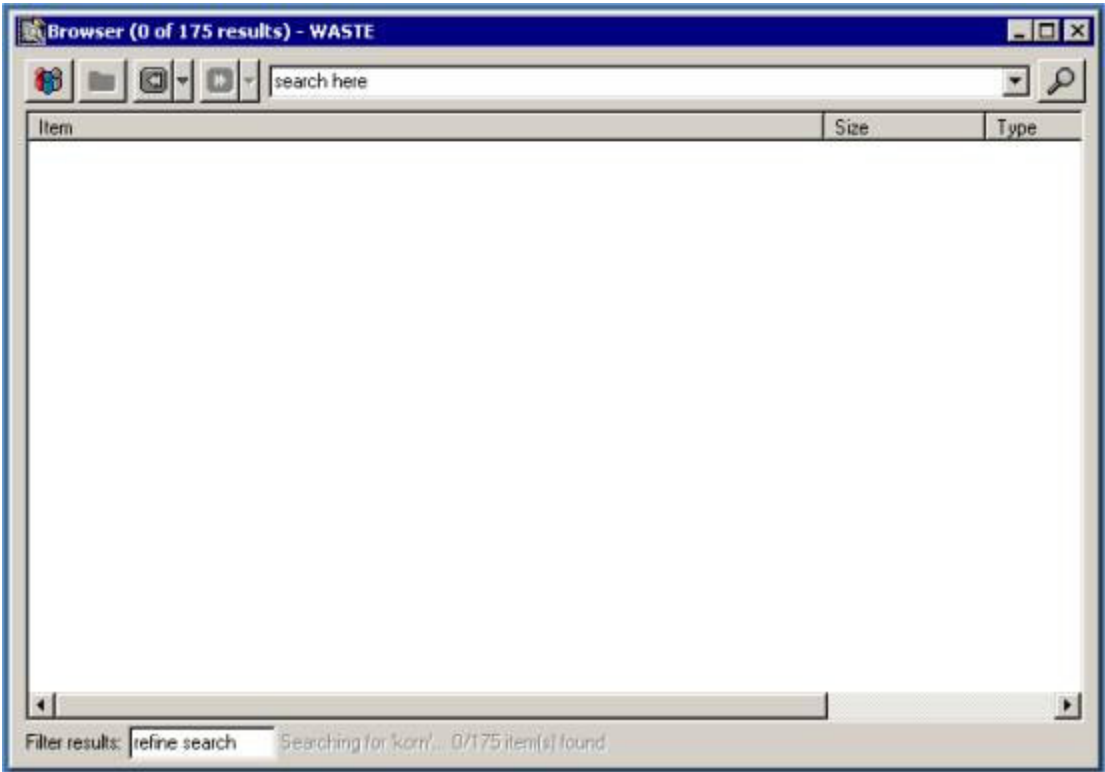 Browser (0 of 175 results) - WASTE
search here
Item Size Type
Filter results: refine search Searching for 'korn'... 0/175 item(s) found